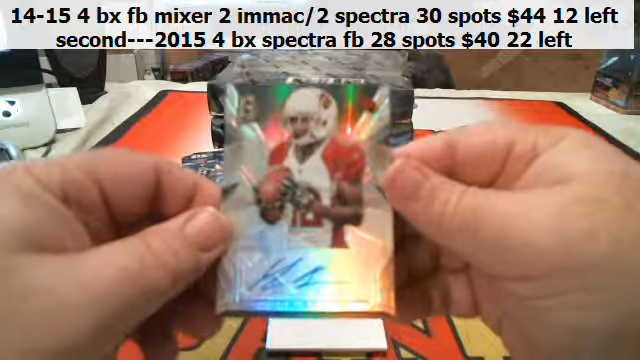 14-15 4 bx fb mixer 2 immac/2 spectra 30 spots $44 12 left
second---2015 4 bx spectra fb 28 spots $40 22 left